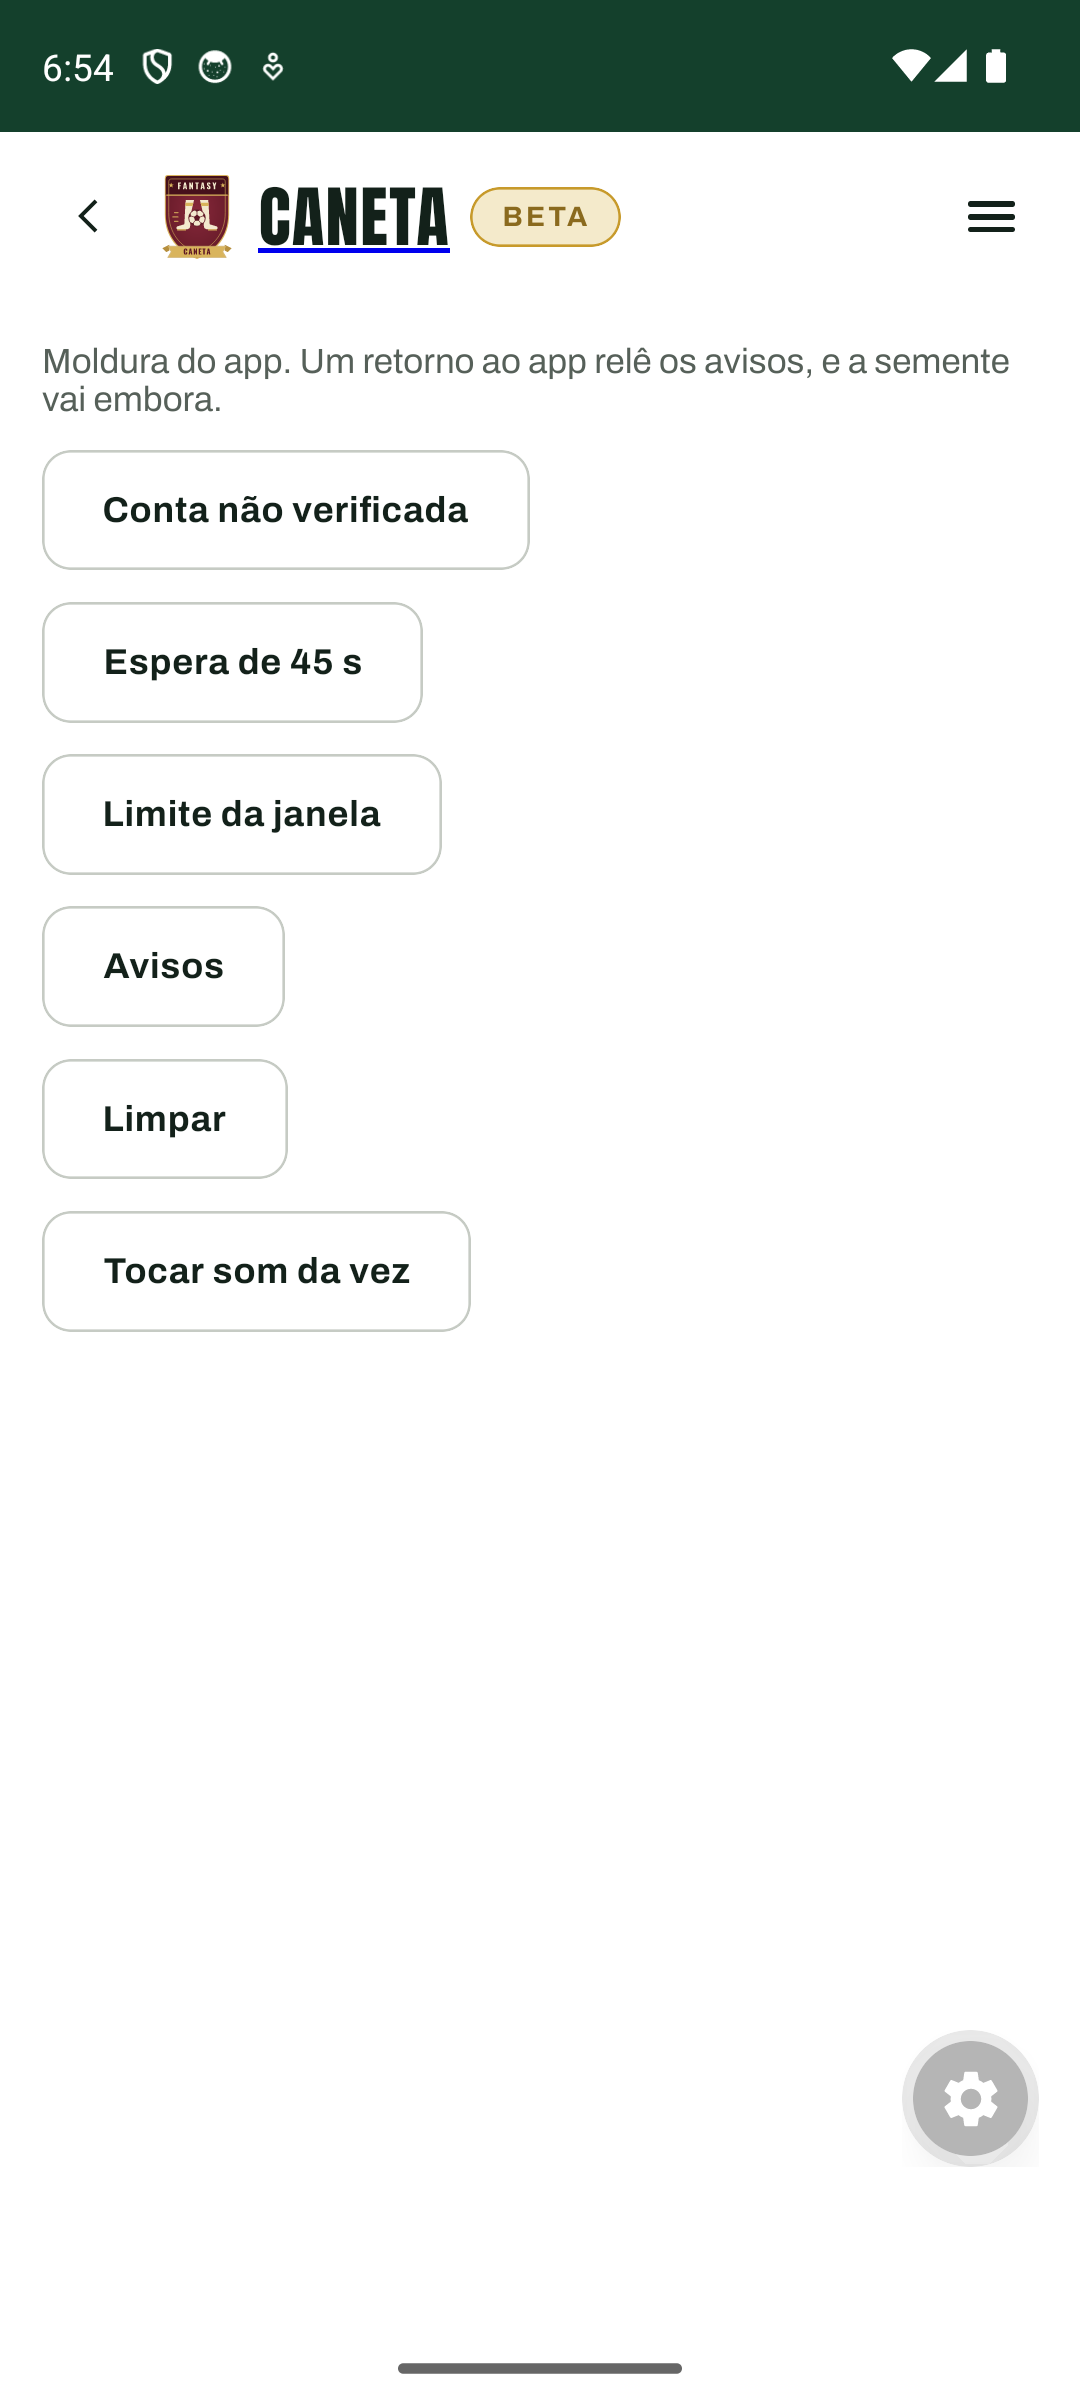 6:54
FANTASY
CANETA
CANETA
BETA
Moldura do app. Um retorno ao app relê os avisos, e a semente
vai embora.
Conta não verificada
Espera de 45 s
Limite da janela
Avisos
Limpar
Tocar som da vez